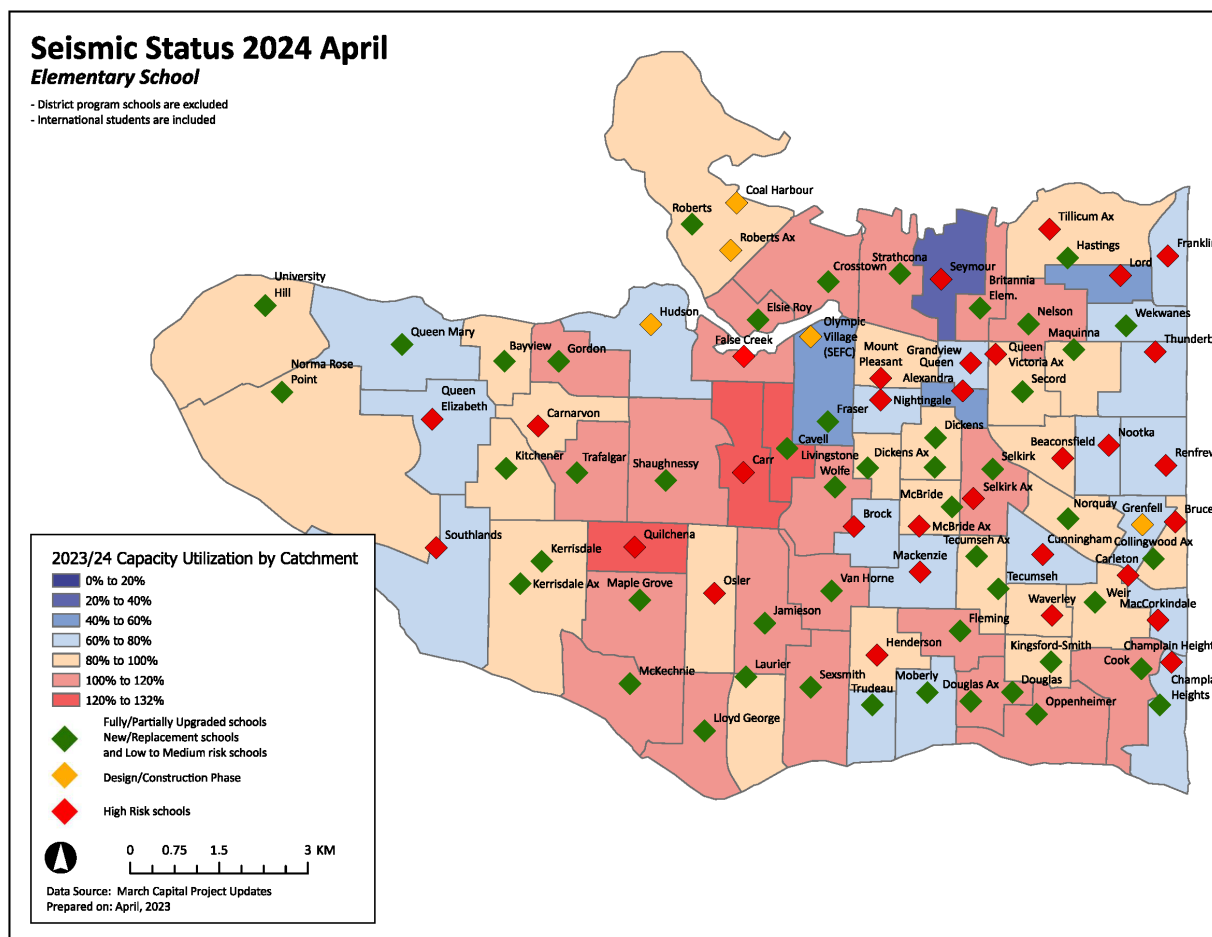 Seismic Status 2024 April
Elementary School
- District program schools are excluded
- International students are included
Coal Harbour
Roberts
Roberts Ax
Tillicum Ax
Hastings
Franklin
Lord
Strathcona
Crosstown
Seymour
University
Hill
Britannia
Elem.
Elsie Roy
Nelson
Wekwanes
Hudson
Olympic
Village
(SEFC)
Queen Mary
Maquinna
False Creek
Bayview
Gordon
Mount
Pleasant
Grandview
Queen
Alexandra
Queen
Victoria Ax
Thunderb
Norma Rose
Point
Secord
Queen
Elizabeth
Nightingale
Carnarvon
Fraser
Dickens
Beaconsfield
Nootka
Cavell
Livingstone
Wolfe
Dickens Ax
Kitchener
Trafalgar
Shaughnessy
Carr
Selkirk
Renfrew
Selkirk Ax
McBride
Norquay
Grenfell
Bruce
Brock
McBride Ax
Southlands
Quilchena
Cunningham
Collingwood Ax
Tecumseh Ax
Kerrisdale
Mackenzie
Carleton
Kerrisdale Ax
Maple Grove
Osler
Van Horne
Tecumseh
Waverley
Weir
MacCorkindale
Jamieson
Fleming
Henderson
Kingsford-Smith
Champlain Height
Cook
McKechnie
Laurier
Sexsmith
Trudeau
Moberly
Douglas Ax
Douglas
Champla
Heights
Oppenheimer
Lloyd George
2023/24 Capacity Utilization by Catchment
0% to 20%
20% to 40%
40% to 60%
60% to 80%
80% to 100%
100% to 120%
120% to 132%
Fully/Partially Upgraded schools
New/Replacement schools
and Low to Medium risk schools
Design/Construction Phase
High Risk schools
0 0.75 1.5 3 KM
Data Source: March Capital Project Updates
Prepared on: April, 2023